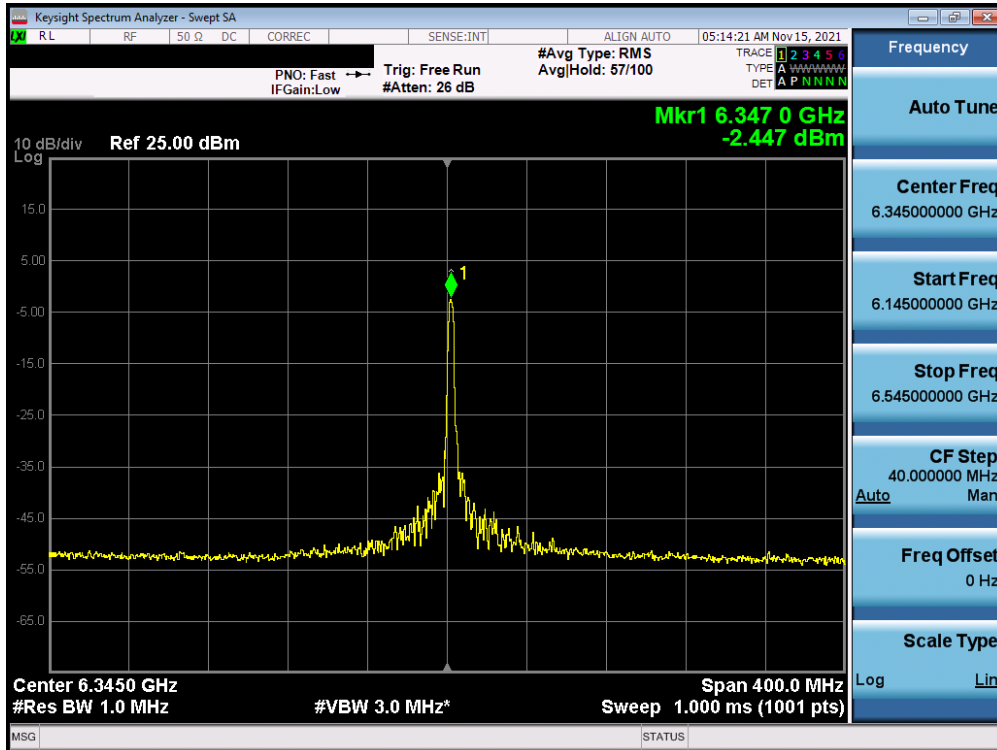 Keysight Spectrum Analyzer - Swept SA
LXI RL RF 50 Ω DC CORREC SENSE:INT ALIGN AUTO 05:14:21 AM Nov 15, 2021
PNO: Fast
IFGain:Low
Trig: Free Run
#Atten: 26 dB
#Avg Type: RMS
Avg|Hold: 57/100
TRACE 1 2 3 4 5 6
TYPE A WWWWW
DET A P N N N N
Mkr1 6.347 0 GHz
-2.447 dBm
10 dB/div
Log
Ref 25.00 dBm
1
15.0
5.00
-5.00
-15.0
-25.0
-35.0
-45.0
-55.0
-65.0
Center 6.3450 GHz
#Res BW 1.0 MHz
#VBW 3.0 MHz*
Span 400.0 MHz
Sweep 1.000 ms (1001 pts)
MSG
STATUS
Frequency
Auto Tune
Center Freq
6.345000000 GHz
Start Freq
6.145000000 GHz
Stop Freq
6.545000000 GHz
CF Step
40.000000 MHz
Auto Man
Freq Offset
0 Hz
Scale Type
Log Lin